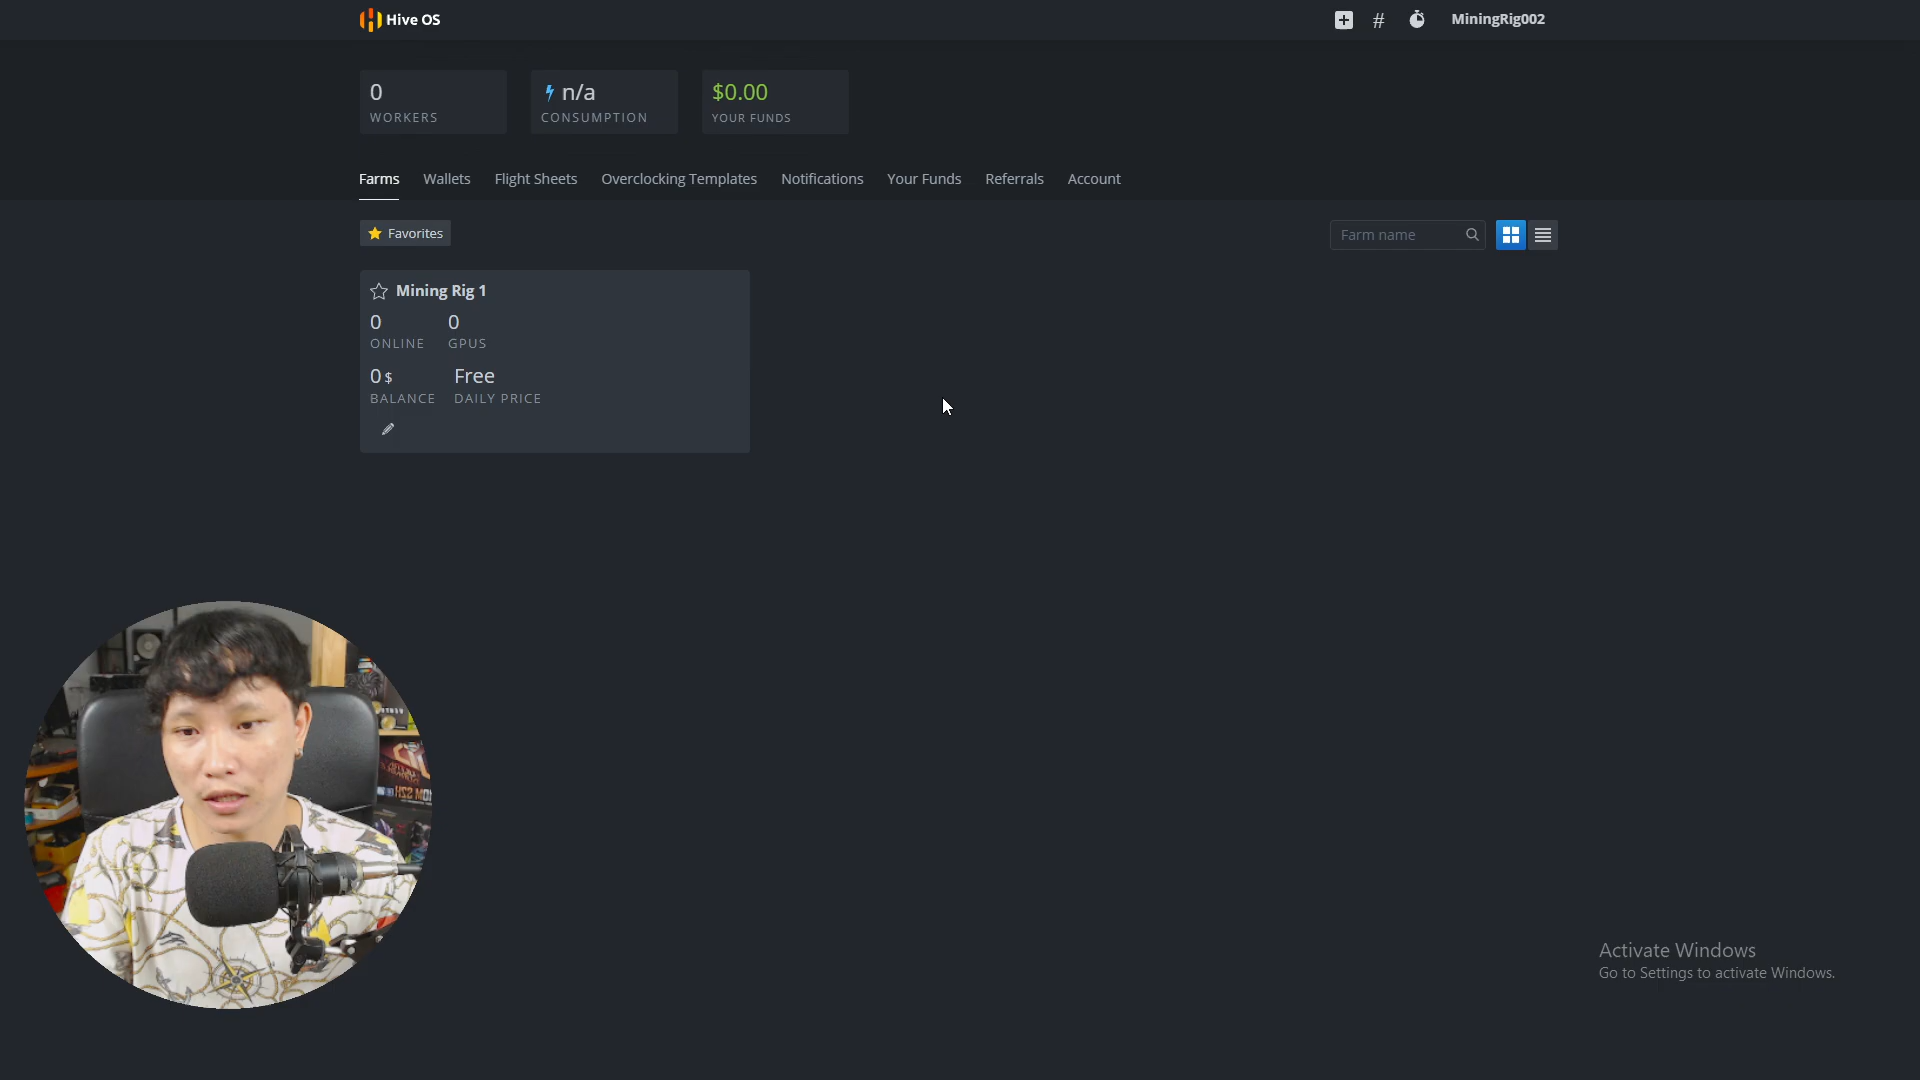 Hive OS
#
MiningRig002
0
WORKERS
n/a
CONSUMPTION
$0.00
YOUR FUNDS
Farms Wallets Flight Sheets Overclocking Templates Notifications Your Funds Referrals Account
Favorites
Farm name
Mining Rig 1
0 0
ONLINE GPUS
0 $ Free
BALANCE DAILY PRICE
Activate Windows
Go to Settings to activate Windows.